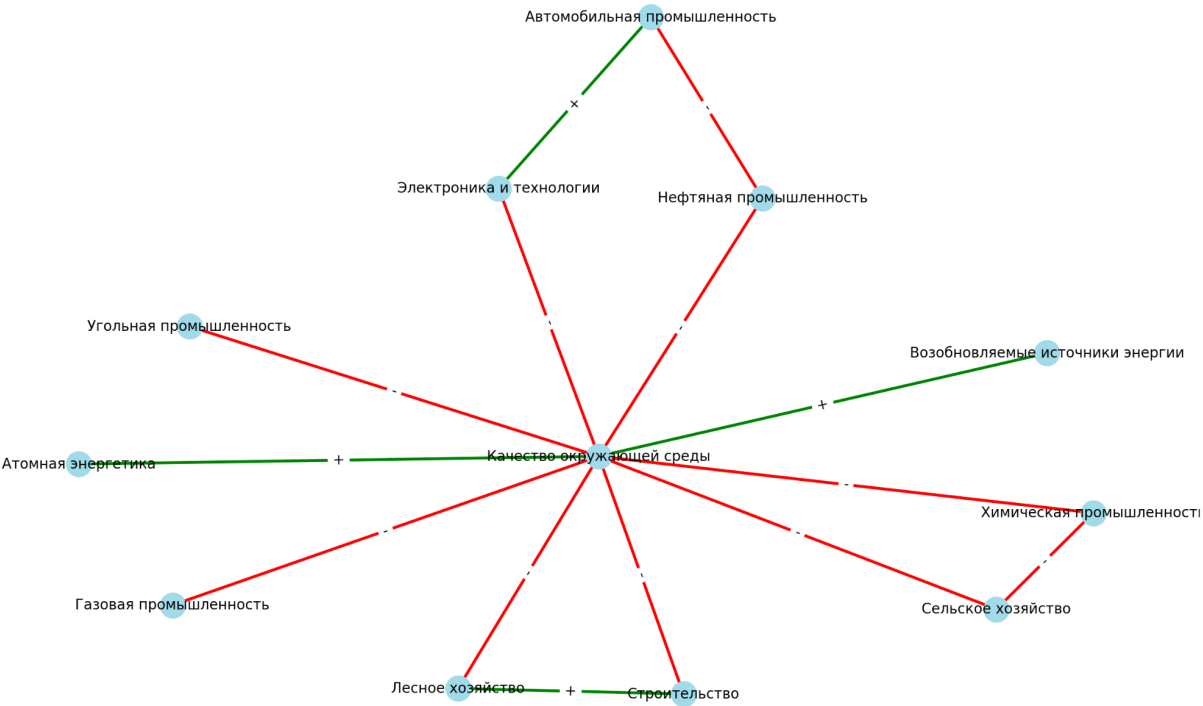 Автомобильная промышленность
+
-
Электроника и технологии
Нефтяная промышленность
-
-
Угольная промышленность
Возобновляемые источники энергии
-
+
Качество окружающей среды
Атомная энергетика
+
-
Химическая промышленност
-
-
-
-
-
Газовая промышленность
Сельское хозяйство
Лесное хозяйство
+
Строительство